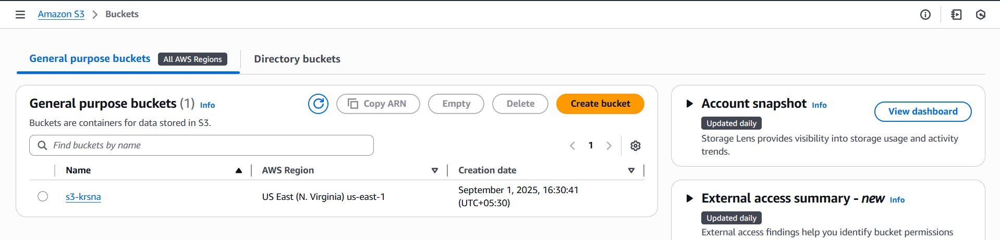 Amazon S3 > Buckets
General purpose buckets All AWS Regions Directory buckets
General purpose buckets (1) Info
Copy ARN Empty Delete Create bucket
Buckets are containers for data stored in S3.
Find buckets by name
1
Name AWS Region Creation date
s3-krsna US East (N. Virginia) us-east-1 September 1, 2025, 16:30:41
(UTC+05:30)
Account snapshot Info
View dashboard
Updated daily
Storage Lens provides visibility into storage usage and activity
trends.
External access summary - new Info
Updated daily
External access findings help you identify bucket permissions